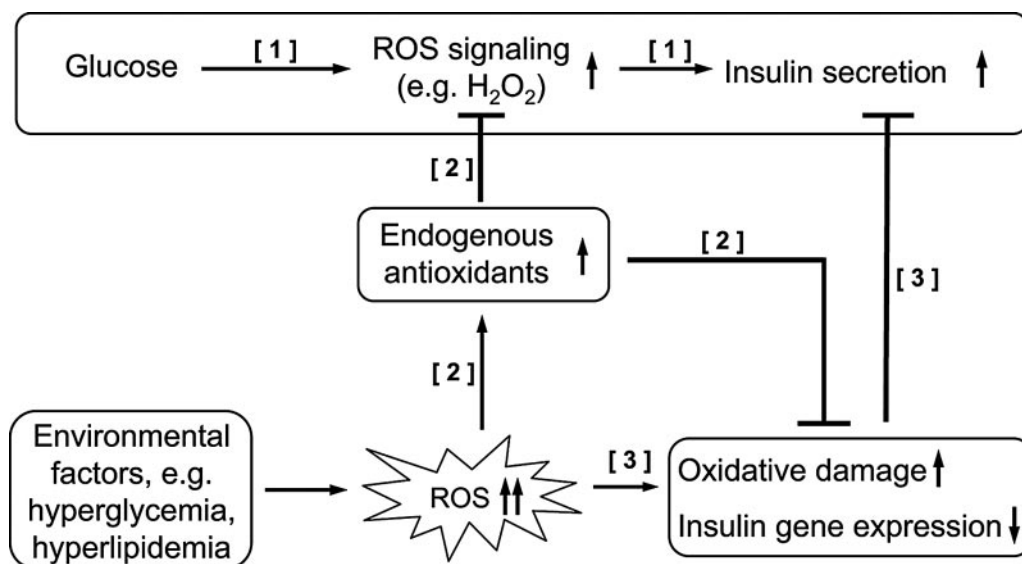 Glucose
[ 1 ]
ROS signaling
(e.g. H₂O₂)
[ 1 ]
Insulin secretion
[ 2 ]
Endogenous
antioxidants
[ 2 ]
[ 3 ]
[ 2 ]
Environmental
factors, e.g.
hyperglycemia,
hyperlipidemia
ROS
[ 3 ]
Oxidative damage
Insulin gene expression